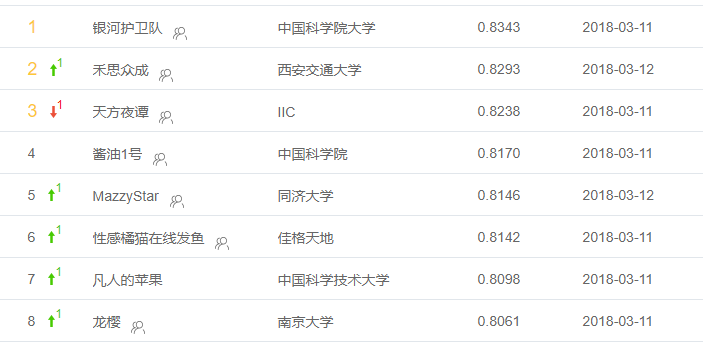 1 银河护卫队 中国科学院大学 0.8343 2018-03-11
2 1 禾思众成 西安交通大学 0.8293 2018-03-12
3 1 天方夜谭 IIC 0.8238 2018-03-11
4 酱油1号 中国科学院 0.8170 2018-03-11
5 1 MazzyStar 同济大学 0.8146 2018-03-12
6 1 性感橘猫在线发鱼 佳格天地 0.8142 2018-03-11
7 1 凡人的苹果 中国科学技术大学 0.8098 2018-03-11
8 1 龙樱 南京大学 0.8061 2018-03-11